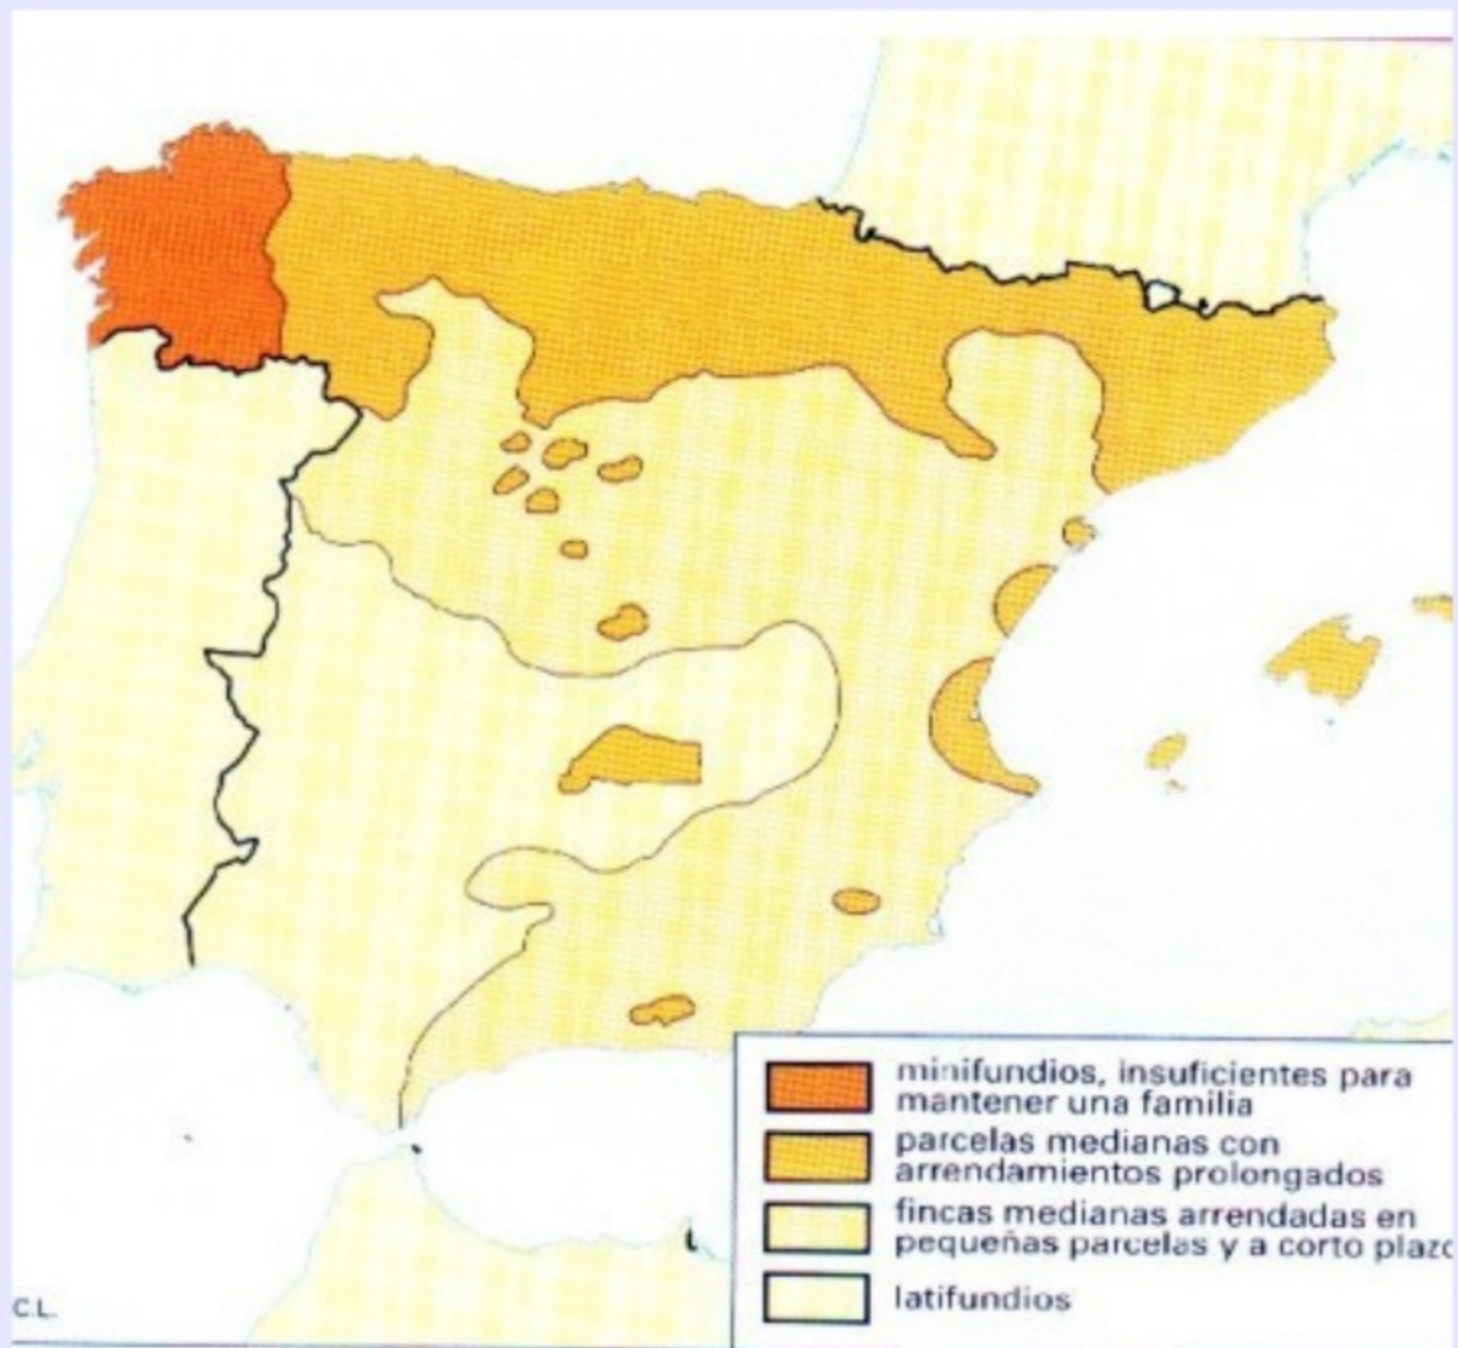 minifundios, insuficientes para
mantener una familia
parcelas medianas con
arrendamientos prolongados
fincas medianas arrendadas en
pequeñas parcelas y a corto plazo
latifundios
C.L.